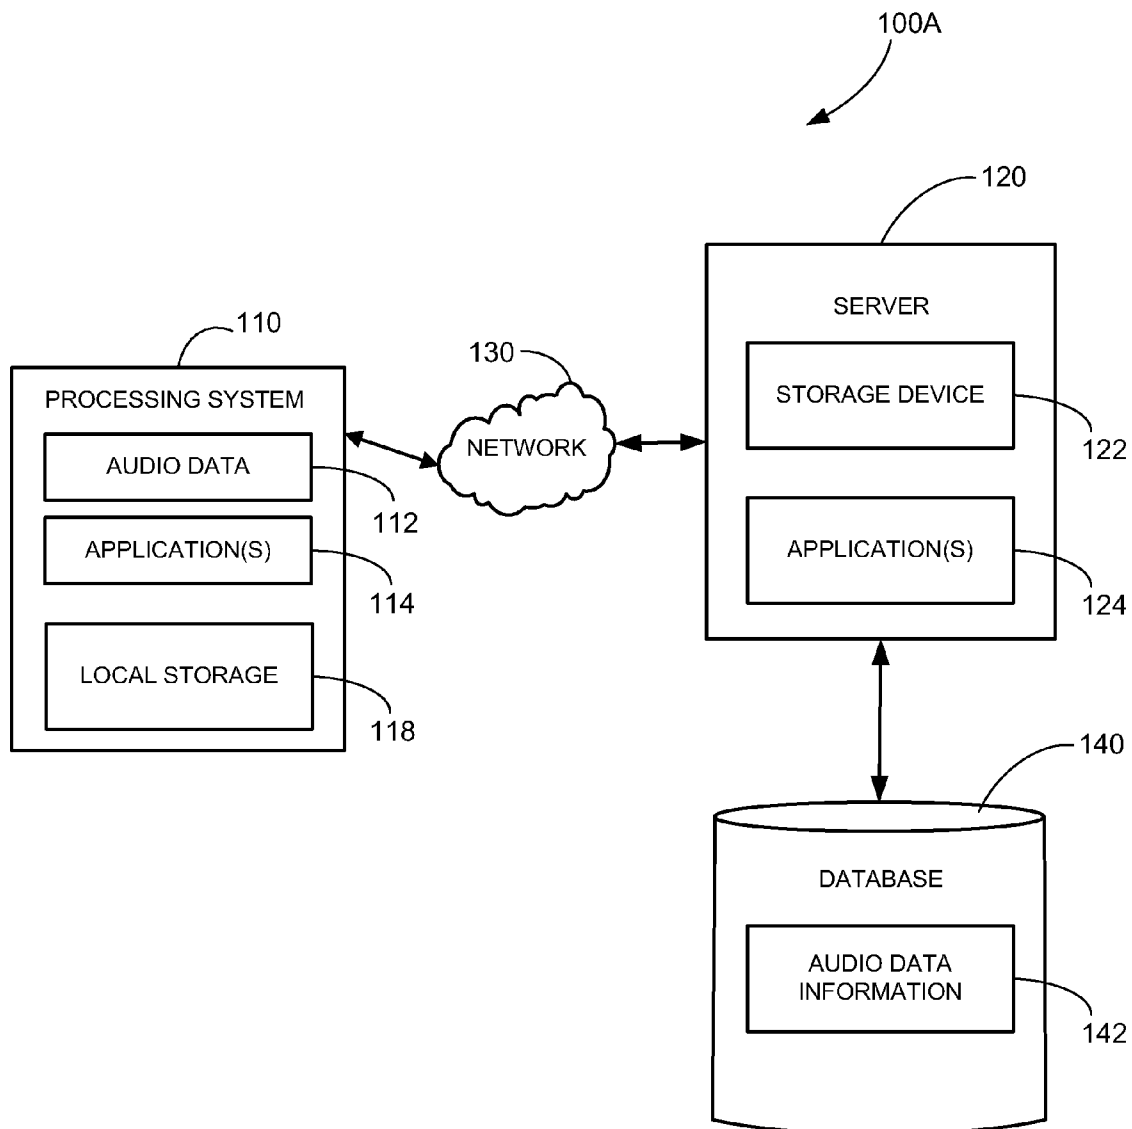 100A
120
SERVER
STORAGE DEVICE
122
APPLICATION(S)
124
110
PROCESSING SYSTEM
AUDIO DATA
112
APPLICATION(S)
114
LOCAL STORAGE
118
130
NETWORK
140
DATABASE
AUDIO DATA
INFORMATION
142